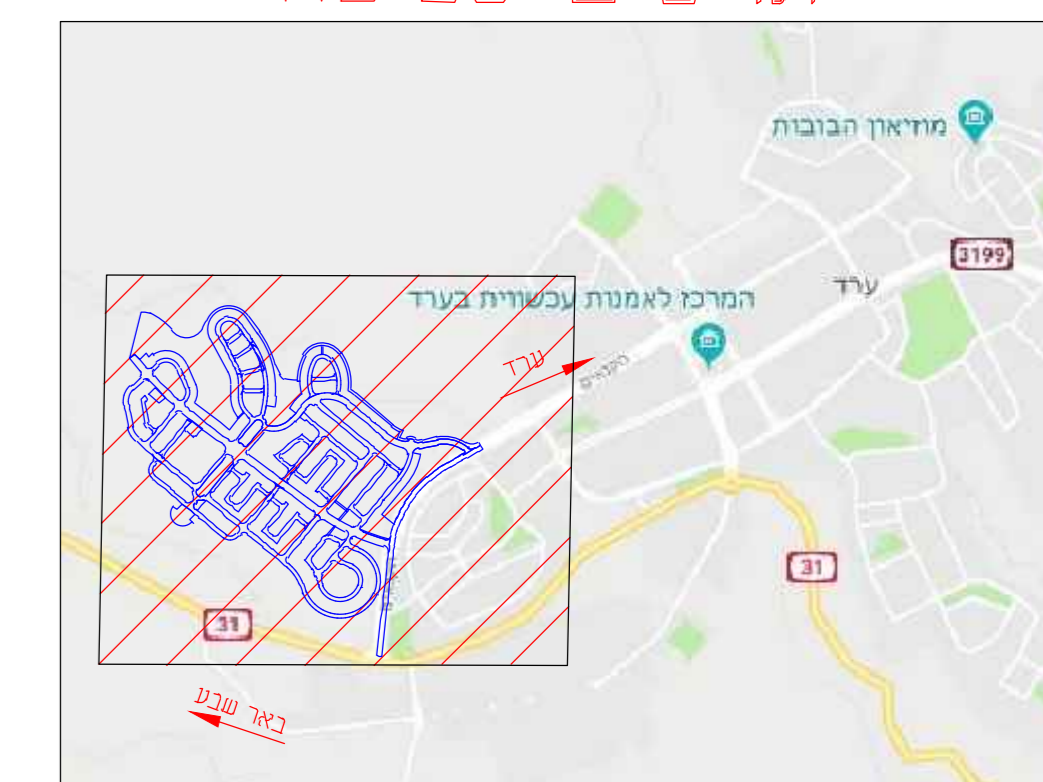 מוזיאון הבובות
3199
ערד
המרכז לאמנות עכשווית בערד
ערד
31
31
באר שבע